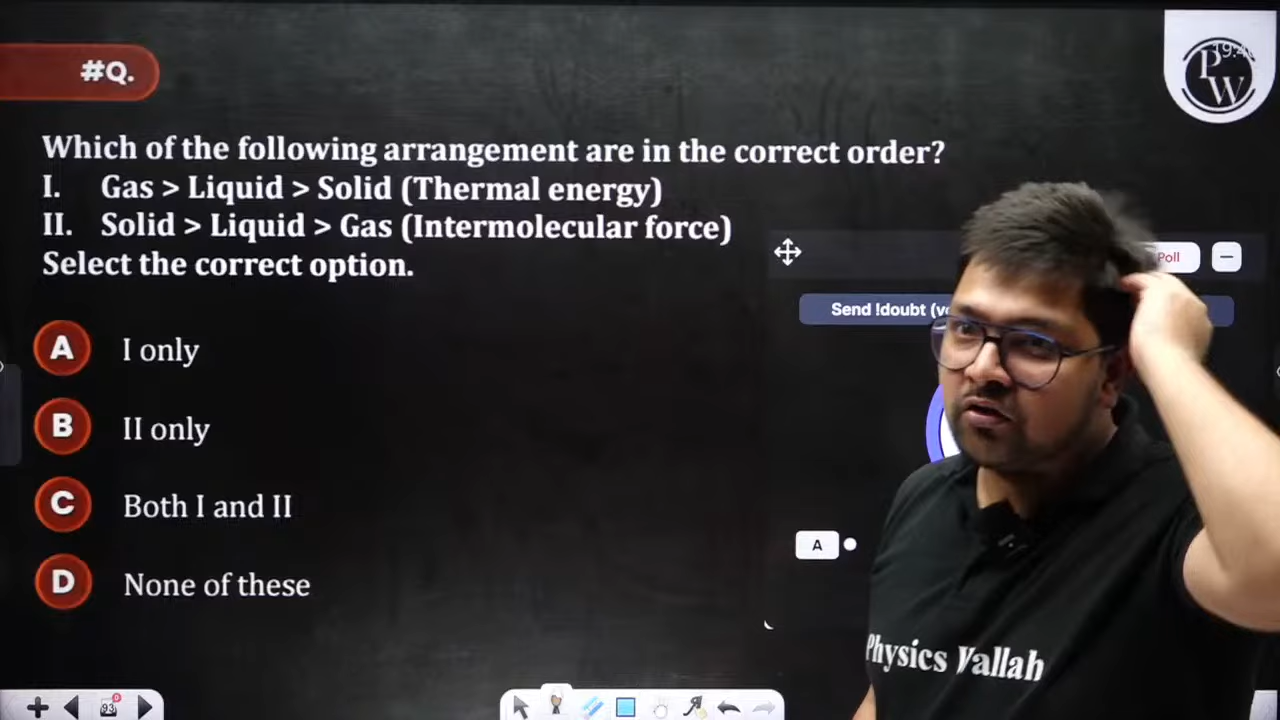 #Q.
Which of the following arrangement are in the correct order?
I. Gas > Liquid > Solid (Thermal energy)
II. Solid > Liquid > Gas (Intermolecular force)
Select the correct option.
A I only
B II only
C Both I and II
D None of these
Poll
Send !doubt
A
Physics Wallah
PW
93